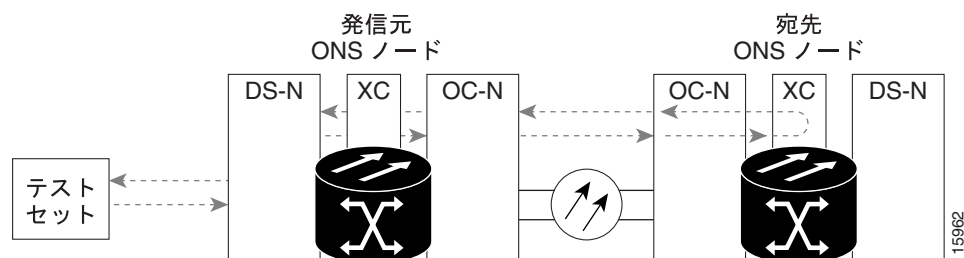 発信元
ONS ノード
宛先
ONS ノード
DS-N
XC
OC-N
OC-N
XC
DS-N
テスト
セット
15962